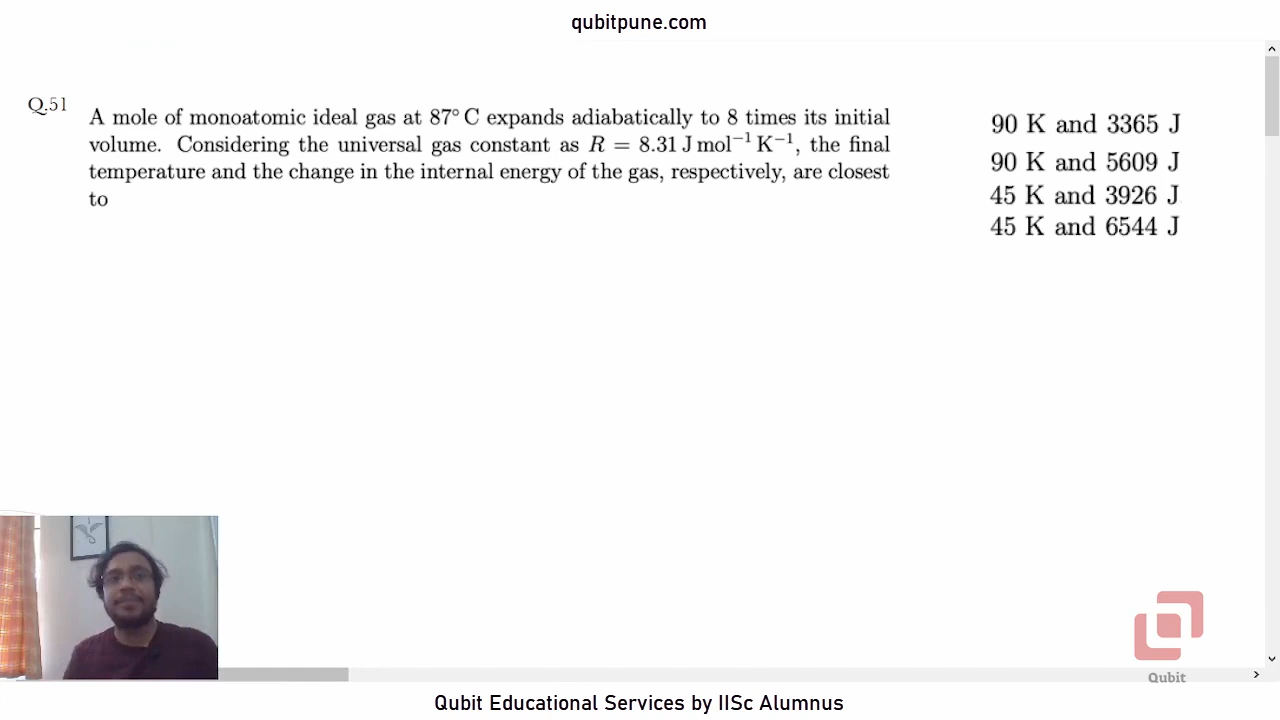 qubitpune.com
Q.51
A mole of monoatomic ideal gas at 87° C expands adiabatically to 8 times its initial
volume. Considering the universal gas constant as R = 8.31 J mol⁻¹ K⁻¹, the final
temperature and the change in the internal energy of the gas, respectively, are closest
to
90 K and 3365 J
90 K and 5609 J
45 K and 3926 J
45 K and 6544 J
Qubit
Qubit Educational Services by IISc Alumnus